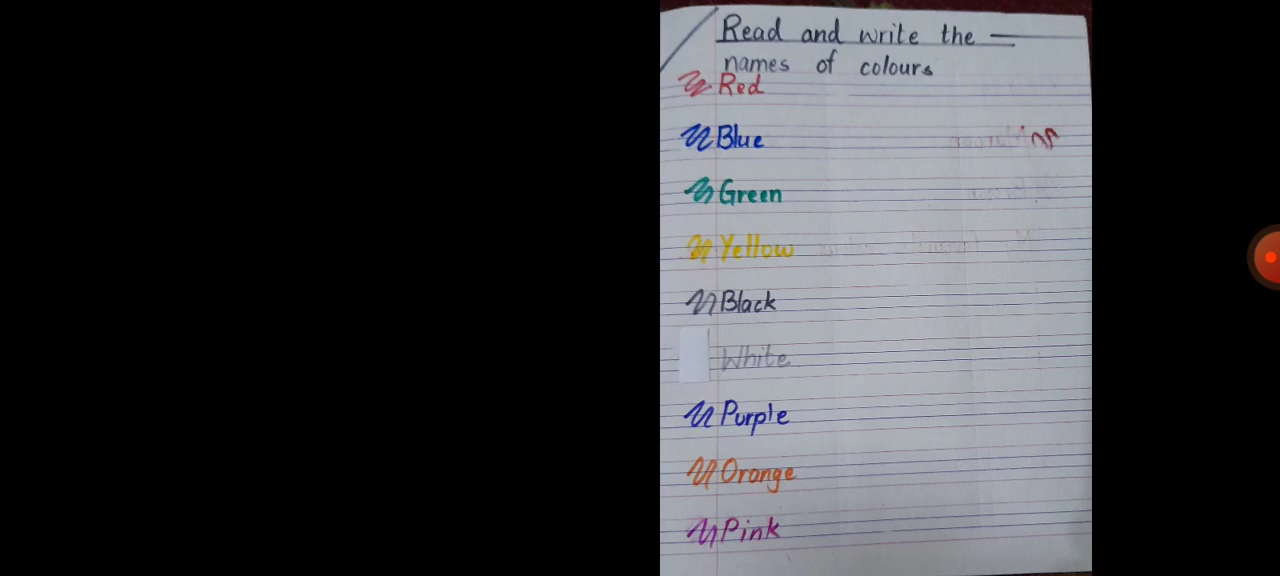 Read and write the
names of colours
Red
Blue
Green
Yellow
Black
White
Purple
Orange
Pink